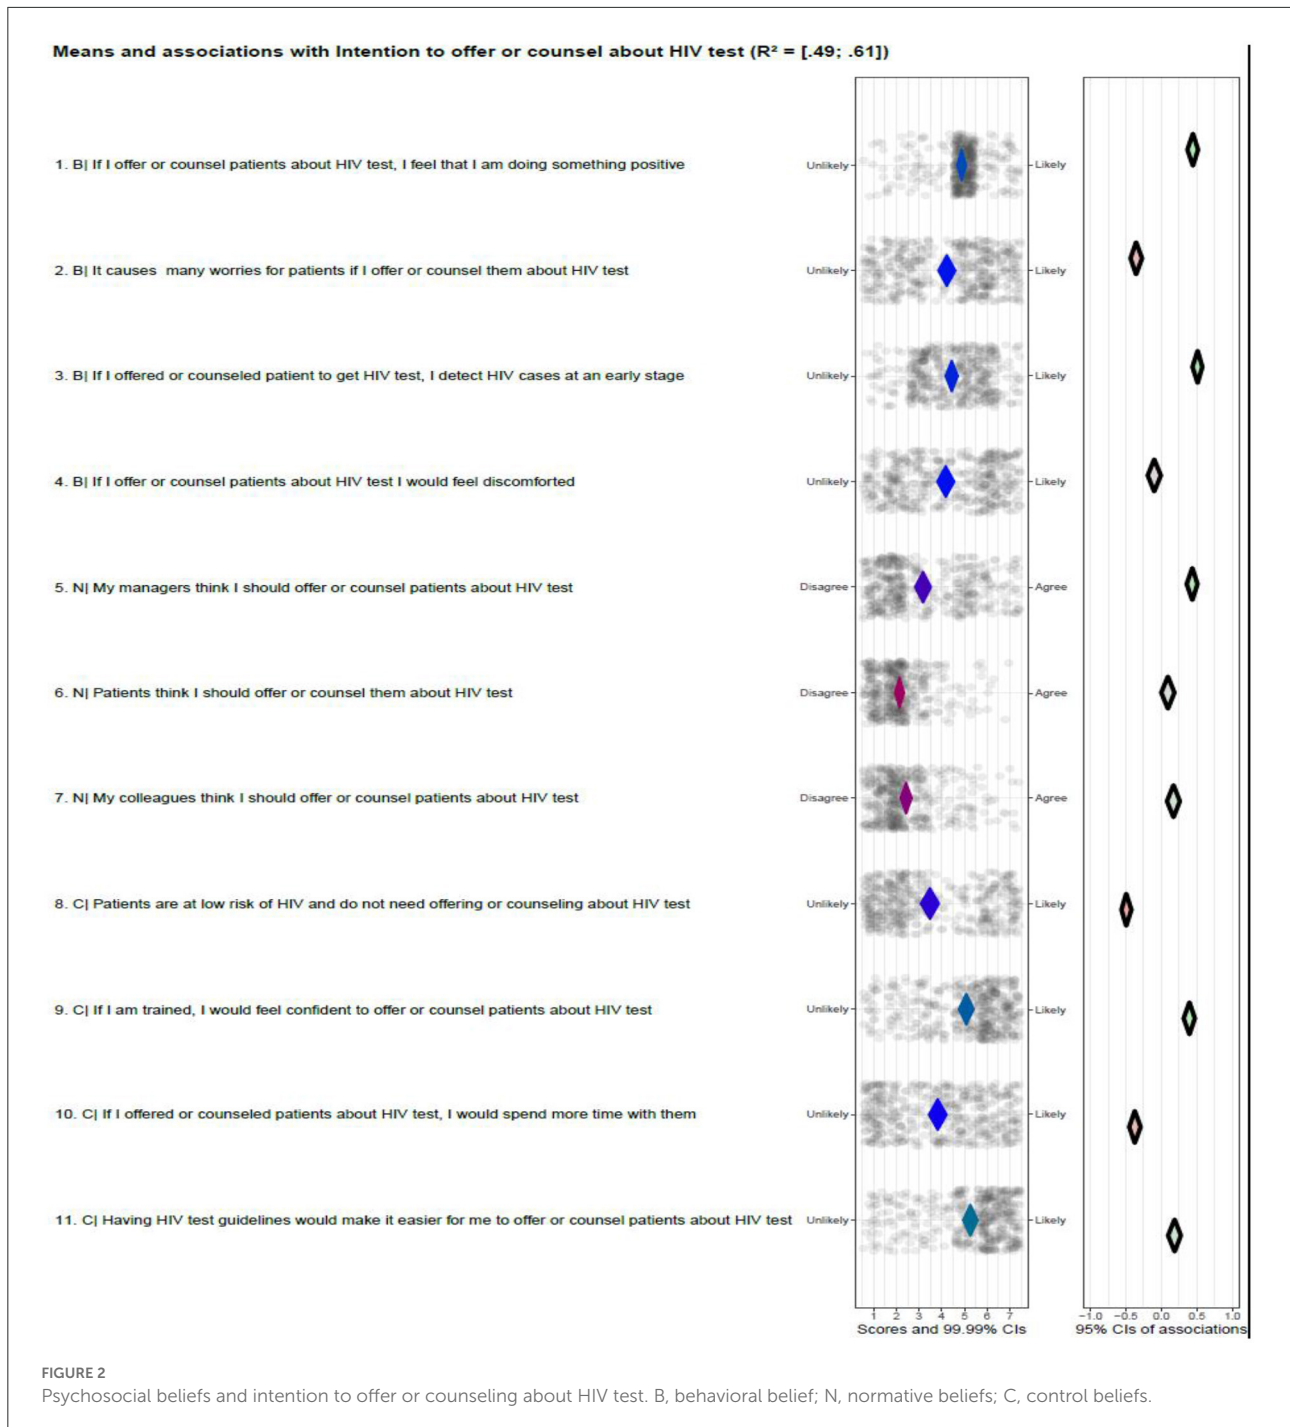 Means and associations with Intention to offer or counsel about HIV test (R² = [.49; .61])
1. B| If I offer or counsel patients about HIV test, I feel that I am doing something positive Unlikely Likely
2. B| It causes  many worries for patients if I offer or counsel them about HIV test Unlikely Likely
3. B| If I offered or counseled patient to get HIV test, I detect HIV cases at an early stage Unlikely Likely
4. B| If I offer or counsel patients about HIV test I would feel discomforted Unlikely Likely
5. N| My managers think I should offer or counsel patients about HIV test Disagree Agree
6. N| Patients think I should offer or counsel them about HIV test Disagree Agree
7. N| My colleagues think I should offer or counsel patients about HIV test Disagree Agree
8. C| Patients are at low risk of HIV and do not need offering or counseling about HIV test Unlikely Likely
9. C| If I am trained, I would feel confident to offer or counsel patients about HIV test Unlikely Likely
10. C| If I offered or counseled patients about HIV test, I would spend more time with them Unlikely Likely
11. C| Having HIV test guidelines would make it easier for me to offer or counsel patients about HIV test Unlikely Likely
1 2 3 4 5 6 7 −1.0 −0.5 0.0 0.5 1.0
Scores and 99.99% CIs 95% CIs of associations
FIGURE 2
Psychosocial beliefs and intention to offer or counseling about HIV test. B, behavioral belief; N, normative beliefs; C, control beliefs.